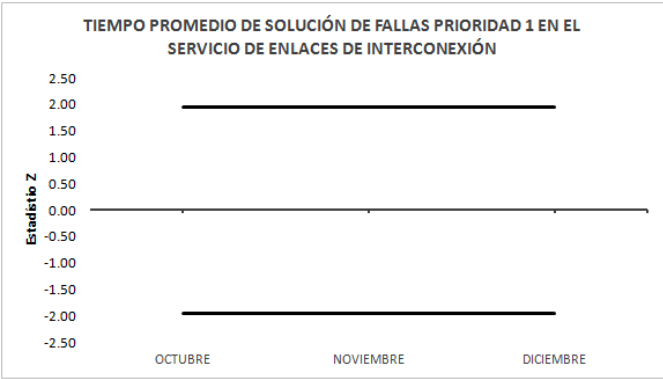 TIEMPO PROMEDIO DE SOLUCIÓN DE FALLAS PRIORIDAD 1 EN EL
SERVICIO DE ENLACES DE INTERCONEXIÓN
Estadístio Z
2.50
2.00
1.50
1.00
0.50
0.00
-0.50
-1.00
-1.50
-2.00
-2.50
OCTUBRE
NOVIEMBRE
DICIEMBRE